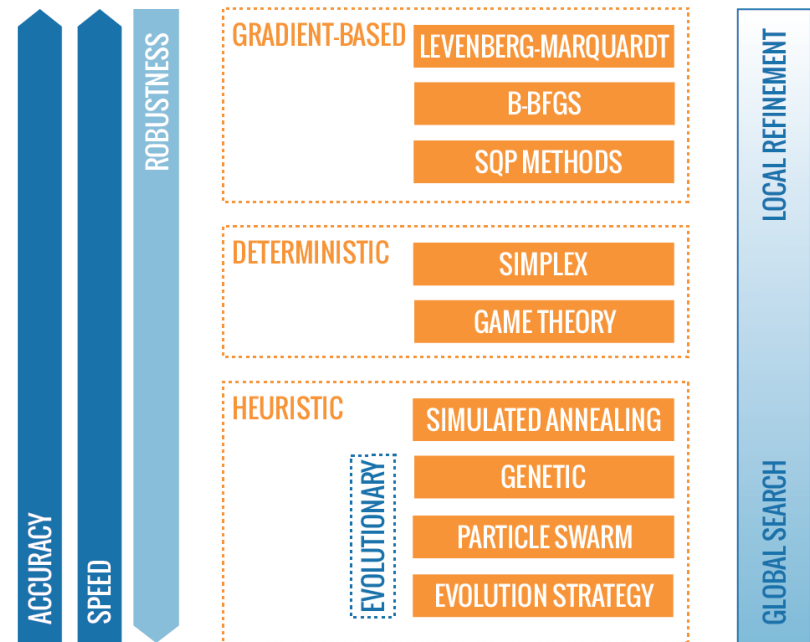 ACCURACY
SPEED
ROBUSTNESS
GRADIENT-BASED
LEVENBERG-MARQUARDT
B-BFGS
SQP METHODS
DETERMINISTIC
SIMPLEX
GAME THEORY
HEURISTIC
SIMULATED ANNEALING
EVOLUTIONARY
GENETIC
PARTICLE SWARM
EVOLUTION STRATEGY
LOCAL REFINEMENT
GLOBAL SEARCH